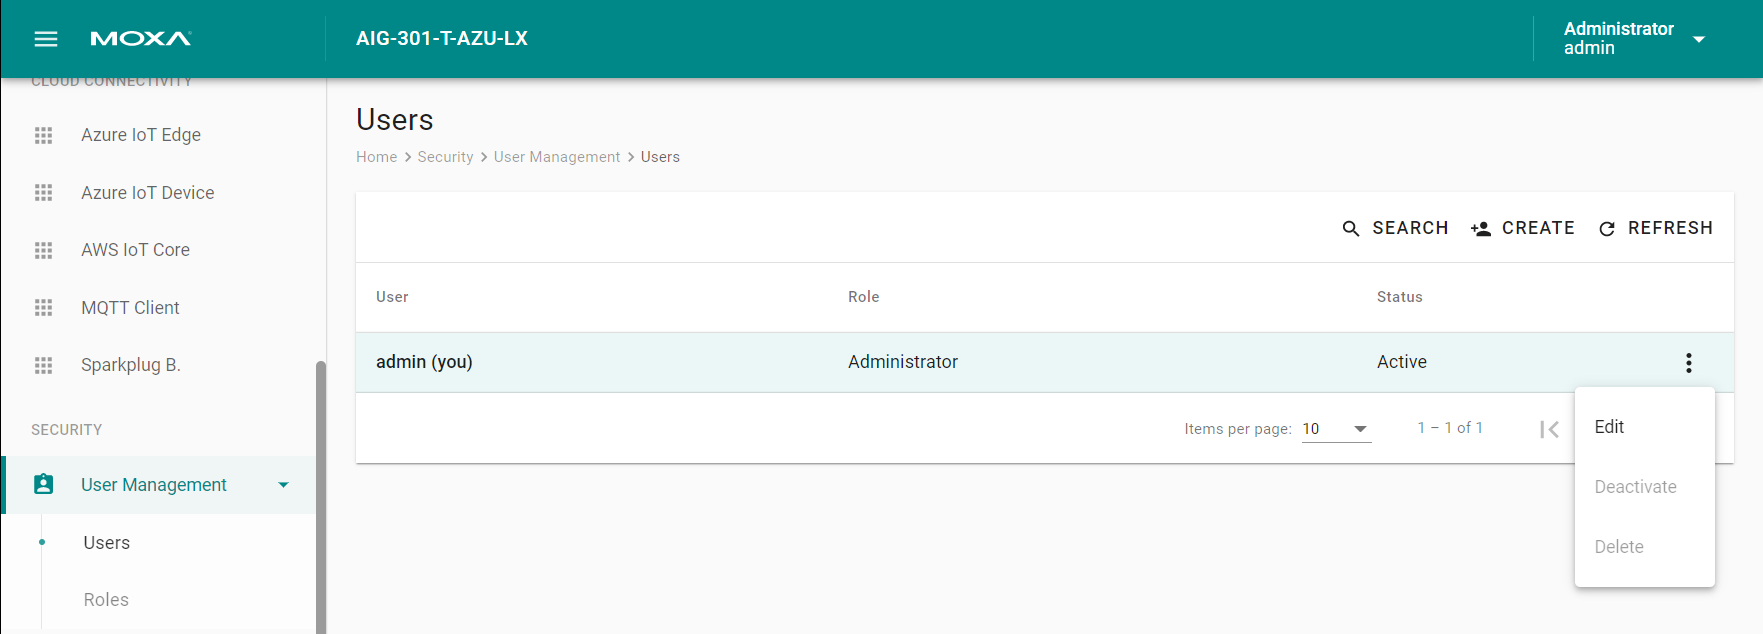 MOXA
AIG-301-T-AZU-LX
Administrator
admin
CLOUD CONNECTIVITY
Azure IoT Edge
Azure IoT Device
AWS IoT Core
MQTT Client
Sparkplug B.
SECURITY
User Management
Users
Roles
Users
Home > Security > User Management > Users
SEARCH CREATE REFRESH
User Role Status
admin (you) Administrator Active
Items per page: 10 1 – 1 of 1
Edit
Deactivate
Delete